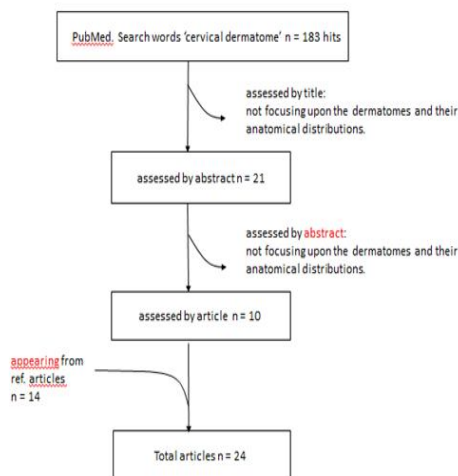 PubMed. Search words ‘cervical dermatome’ n = 183 hits
assessed by title:
not focusing upon the dermatomes and their
anatomical distributions.
assessed by abstract n = 21
assessed by abstract:
not focusing upon the dermatomes and their
anatomical distributions.
assessed by article n = 10
appearing from
ref. articles
n = 14
Total articles n = 24